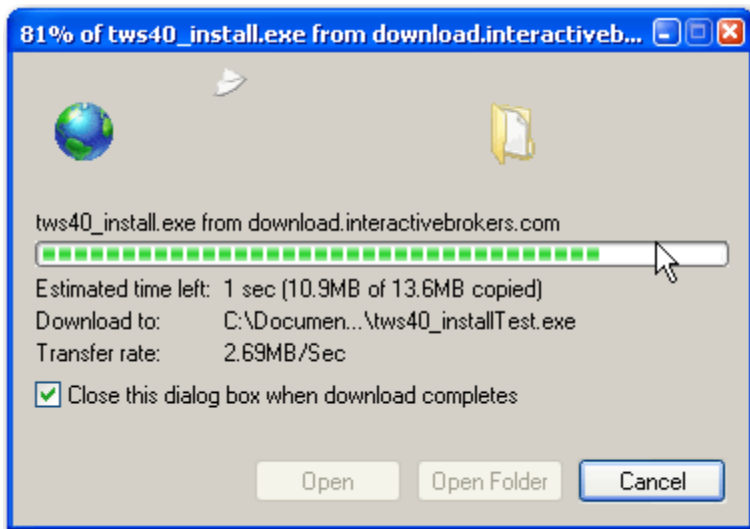 81% of tws40_install.exe from download.interactiveb...
tws40_install.exe from download.interactivebrokers.com
Estimated time left: 1 sec (10.9MB of 13.6MB copied)
Download to: C:\Documen...\tws40_installTest.exe
Transfer rate: 2.69MB/Sec
Close this dialog box when download completes
Open Open Folder Cancel